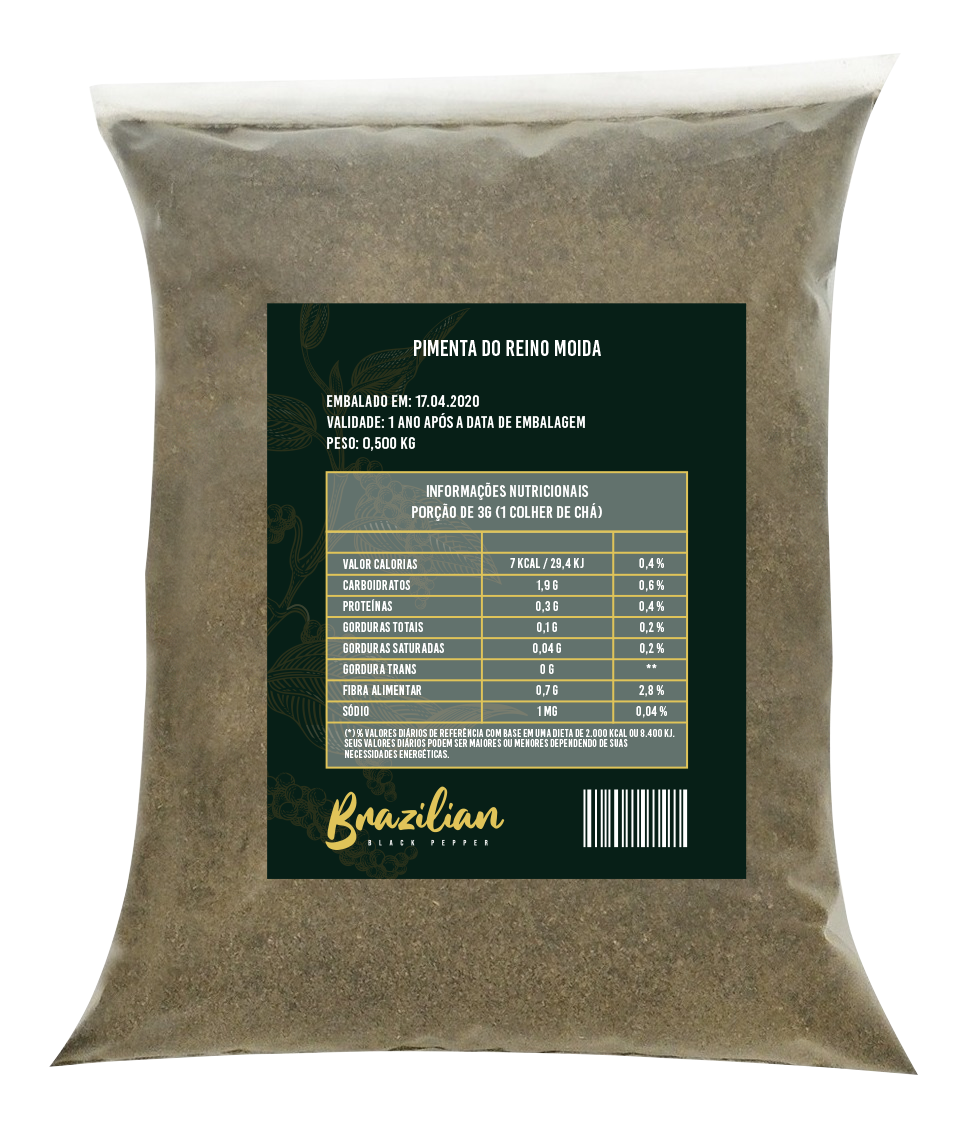 PIMENTA DO REINO MOIDA
EMBALADO EM: 17.04.2020
VALIDADE: 1 ANO APÓS A DATA DE EMBALAGEM
PESO: 0,500 KG
INFORMAÇÕES NUTRICIONAIS
PORÇÃO DE 3G (1 COLHER DE CHÁ)
VALOR CALORIAS 7 KCAL / 29,4 KJ 0,4 %
CARBOIDRATOS 1,9 G 0,6 %
PROTEÍNAS 0,3 G 0,4 %
GORDURAS TOTAIS 0,1 G 0,2 %
GORDURAS SATURADAS 0,04 G 0,2 %
GORDURA TRANS 0 G **
FIBRA ALIMENTAR 0,7 G 2,8 %
SÓDIO 1 MG 0,04 %
(*) % VALORES DIÁRIOS DE REFERÊNCIA COM BASE EM UMA DIETA DE 2.000 KCAL OU 8.400 KJ.
SEUS VALORES DIÁRIOS PODEM SER MAIORES OU MENORES DEPENDENDO DE SUAS
NECESSIDADES ENERGÉTICAS.
Brazilian
BLACK PEPPER